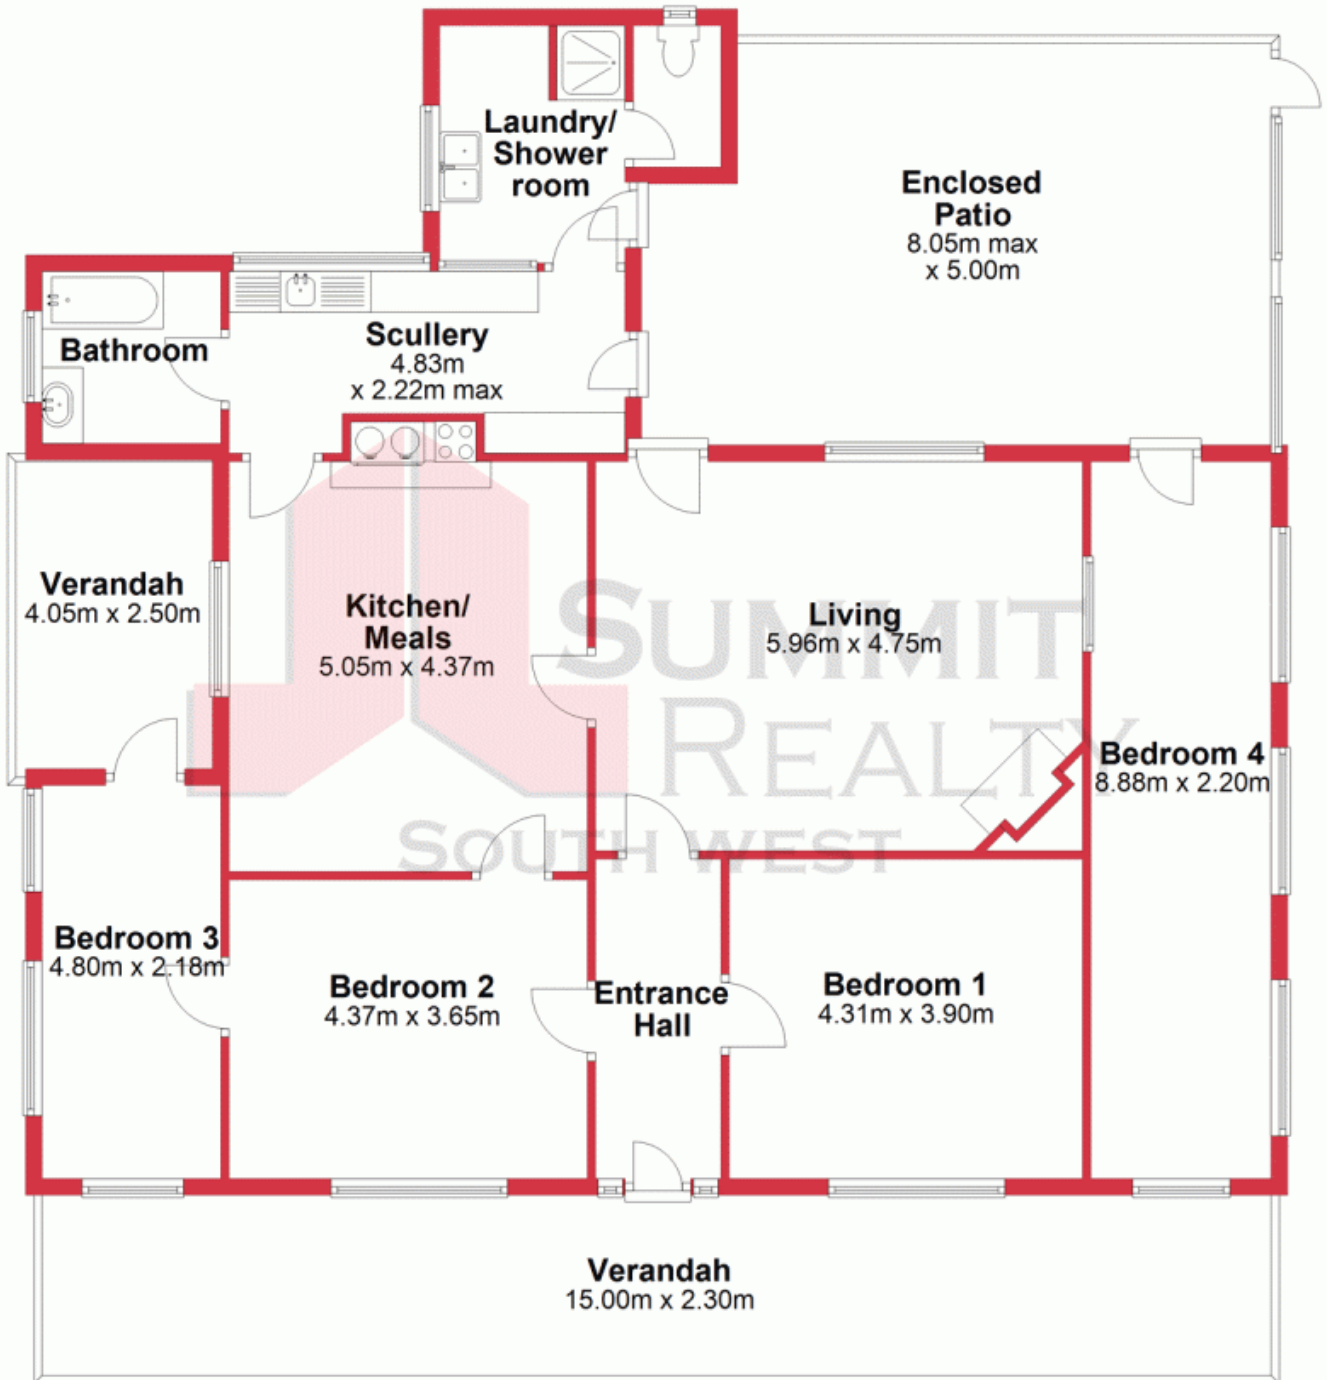 Laundry/
Shower
room
Enclosed
Patio
8.05m max
x 5.00m
Bathroom
Scullery
4.83m
x 2.22m max
Verandah
4.05m x 2.50m
Kitchen/
Meals
5.05m x 4.37m
Living
5.96m x 4.75m
SUMMIT
REALTY
SOUTH WEST
Bedroom 4
8.88m x 2.20m
Bedroom 3
4.80m x 2.18m
Bedroom 2
4.37m x 3.65m
Entrance
Hall
Bedroom 1
4.31m x 3.90m
Verandah
15.00m x 2.30m